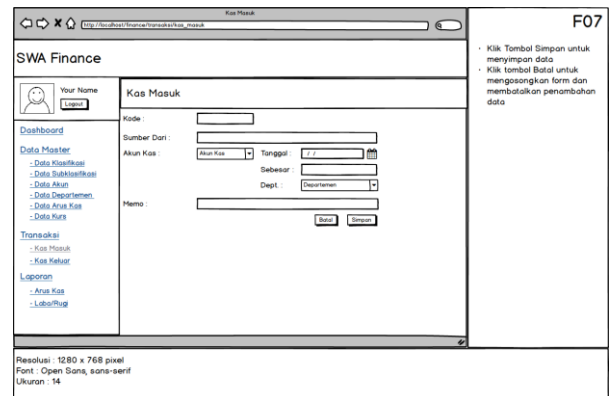 Kas Masuk
http://localhost/finance/transaksi/kas_masuk
F07
SWA Finance
Your Name
Logout
Dashboard
Data Master
- Data Klasifikasi
- Data Subklasifikasi
- Data Akun
- Data Departemen
- Data Arus Kas
- Data Kurs
Transaksi
- Kas Masuk
- Kas Keluar
Laporan
- Arus Kas
- Laba/Rugi
Kas Masuk
Kode :
Sumber Dari :
Akun Kas :
Akun Kas
Tanggal :
/ /
Sebesar :
Dept. :
Departemen
Memo :
Batal
Simpan
· Klik Tombol Simpan untuk
menyimpan data
· Klik tombol Batal untuk
mengosongkan form dan
membatalkan penambahan
data
Resolusi : 1280 x 768 pixel
Font : Open Sans, sans-serif
Ukuran : 14